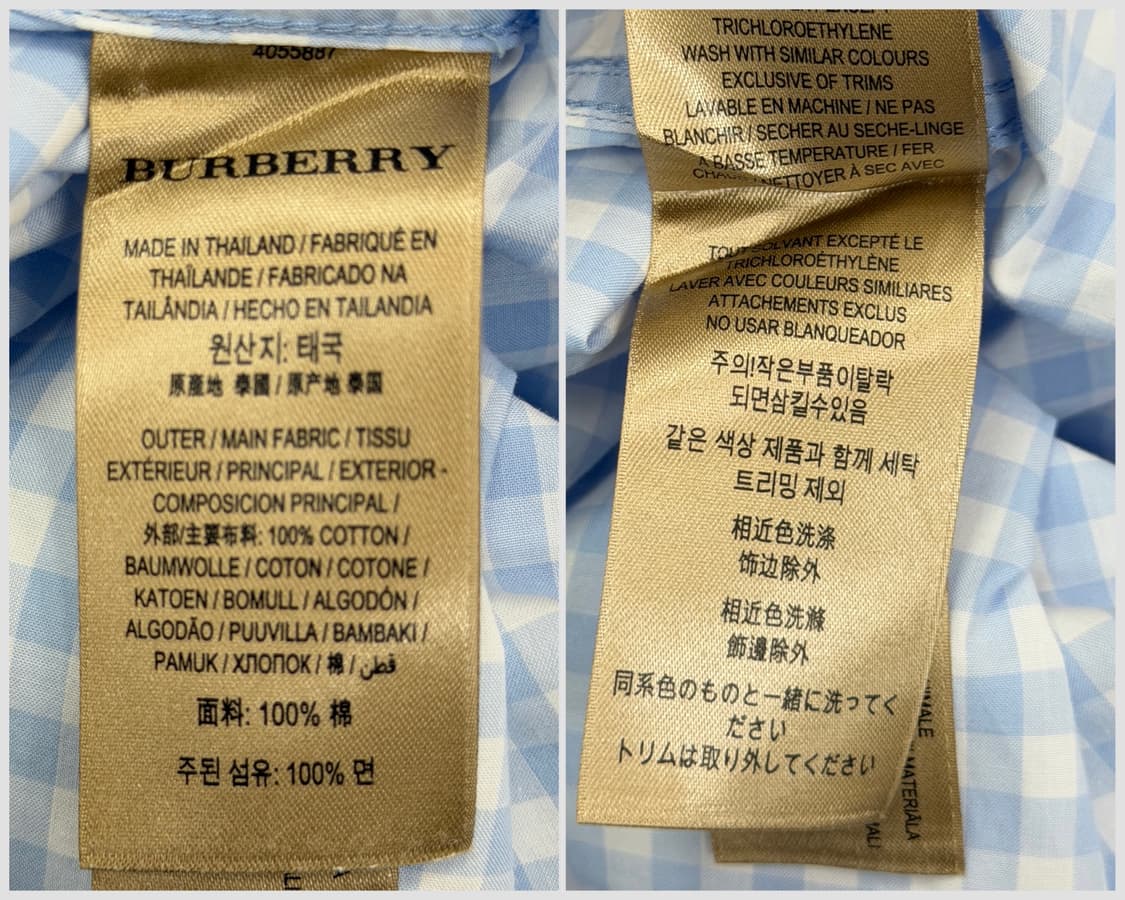 4055887
BURBERRY
MADE IN THAILAND / FABRIQUÉ EN
THAÏLANDE / FABRICADO NA
TAILÂNDIA / HECHO EN TAILANDIA
원산지: 태국
原產地 泰國 / 原产地 泰国
OUTER / MAIN FABRIC / TISSU
EXTÉRIEUR / PRINCIPAL / EXTERIOR -
COMPOSICION PRINCIPAL /
外部/主要布料: 100% COTTON /
BAUMWOLLE / COTON / COTONE /
KATOEN / BOMULL / ALGODÓN /
ALGODÃO / PUUVILLA / BAMBAKI /
PAMUK / ХЛОПОК / 棉 / قطن
面料: 100% 棉
주된 섬유: 100% 면
TRICHLOROETHYLENE
WASH WITH SIMILAR COLOURS
EXCLUSIVE OF TRIMS
LAVABLE EN MACHINE / NE PAS
BLANCHIR / SECHER AU SECHE-LINGE
À BASSE TEMPERATURE / FER
NETTOYER À SEC AVEC
TOUT SOLVANT EXCEPTÉ LE
TRICHLOROÉTHYLÈNE
LAVER AVEC COULEURS SIMILIARES
ATTACHEMENTS EXCLUS
NO USAR BLANQUEADOR
주의!작은부품이탈락
되면삼킬수있음
같은 색상 제품과 함께 세탁
트리밍 제외
相近色洗涤
饰边除外
相近色洗滌
飾邊除外
同系色のものと一緒に洗ってく
ださい
トリムは取り外してください
MATERIÁLA